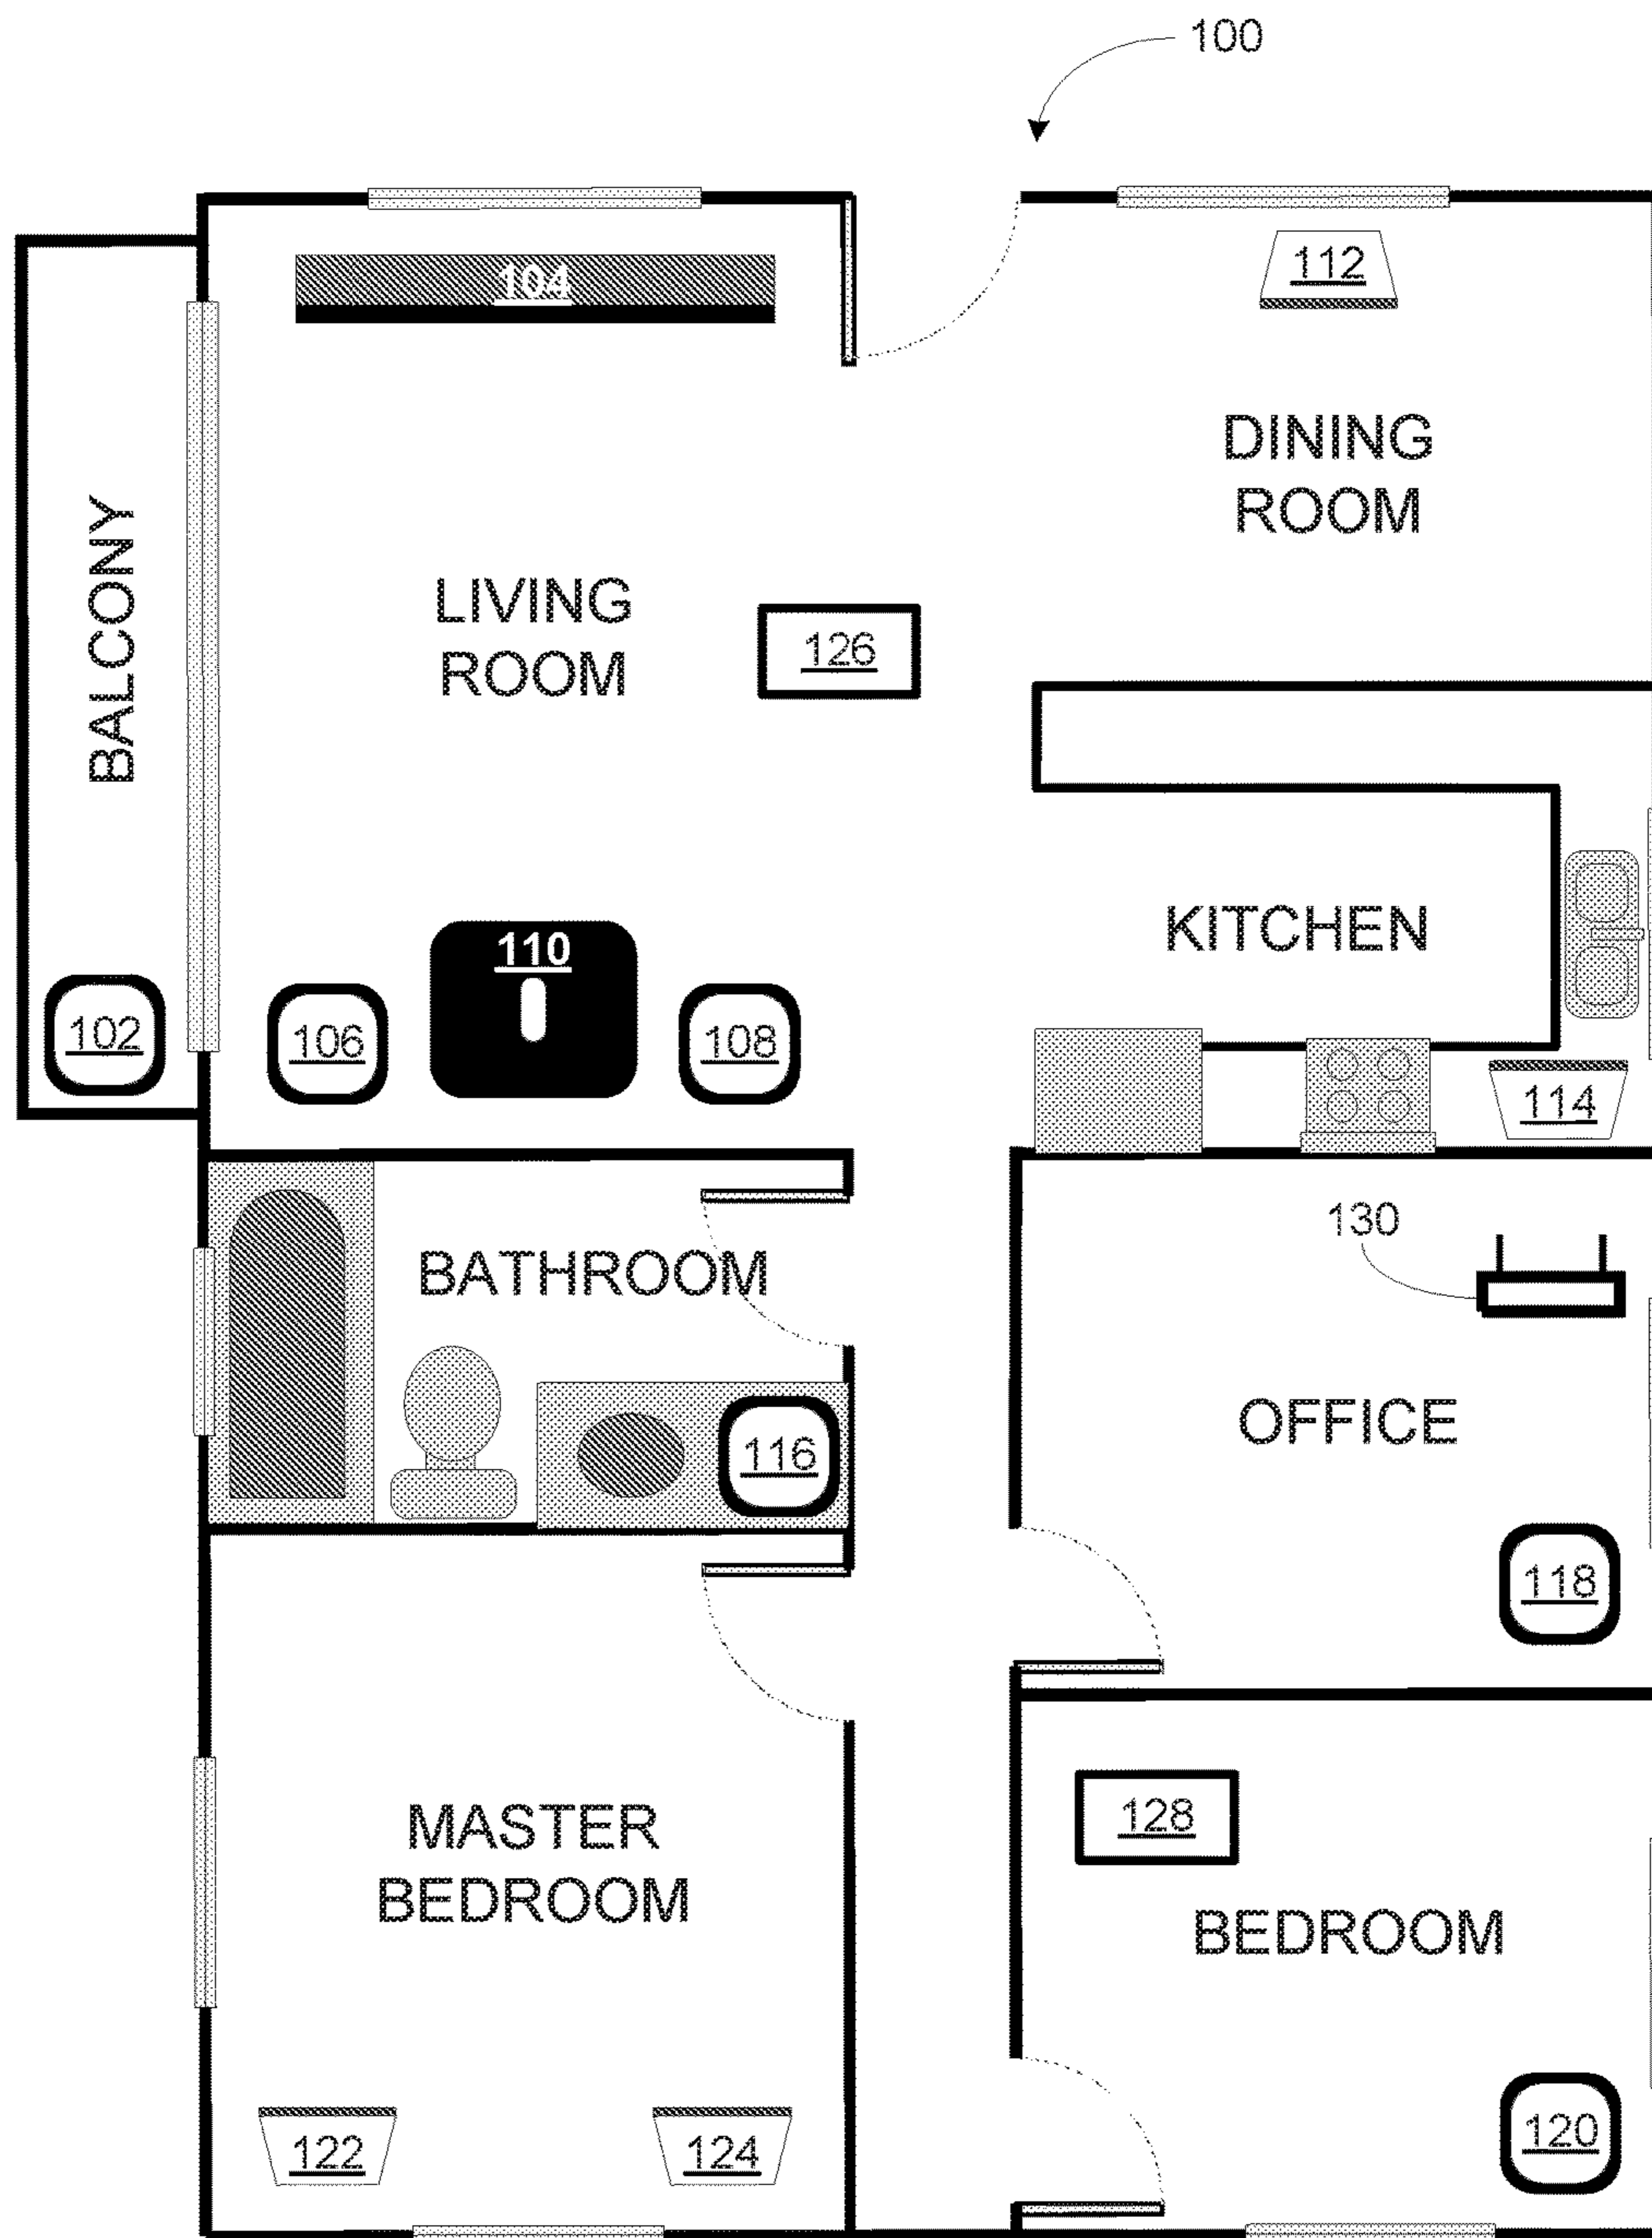 100
104
112
DINING
ROOM
BALCONY
LIVING
ROOM
126
KITCHEN
110
102
106
108
114
130
BATHROOM
OFFICE
116
118
128
MASTER
BEDROOM
BEDROOM
122
124
120